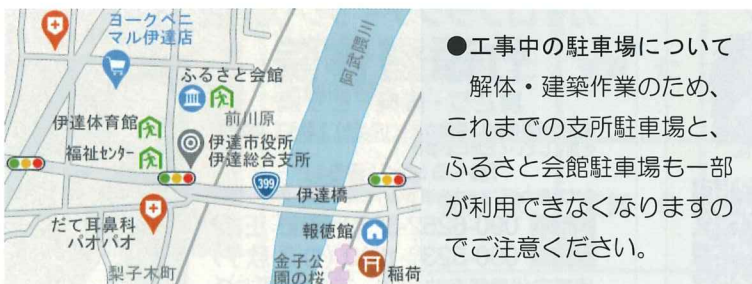 ヨークベニ
マル伊達店
ふるさと会館
阿武隈川
前川原
伊達体育館
福祉センター
伊達市役所
伊達総合支所
399
伊達橋
だて耳鼻科
パオパオ
報徳館
梨子木町
金子公
園の桜
稲荷
●工事中の駐車場について
解体・建築作業のため、
これまでの支所駐車場と、
ふるさと会館駐車場も一部
が利用できなくなりますの
でご注意ください。